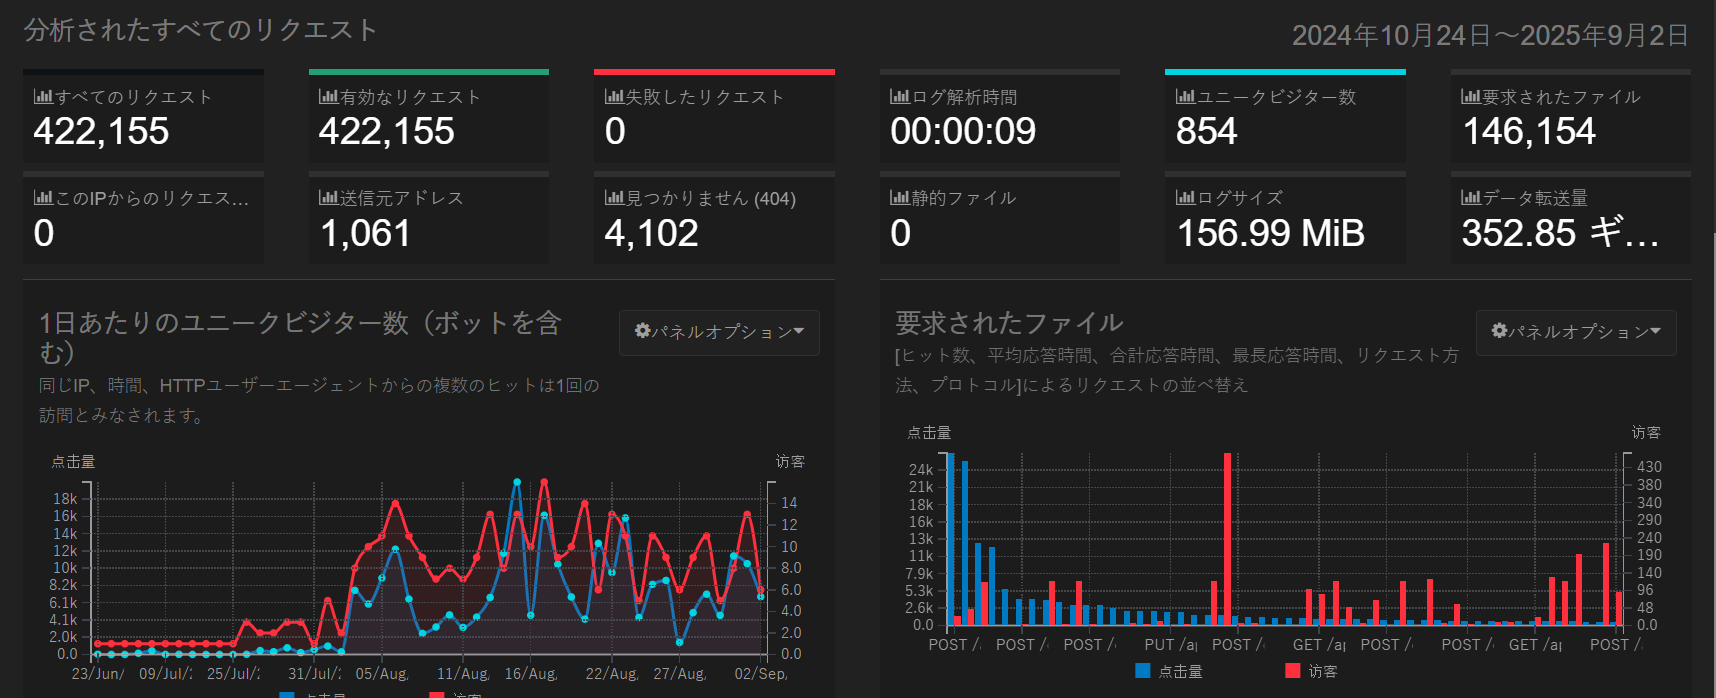 分析されたすべてのリクエスト
2024年10月24日～2025年9月2日
すべてのリクエスト
422,155
有効なリクエスト
422,155
失敗したリクエスト
0
ログ解析時間
00:00:09
ユニークビジター数
854
要求されたファイル
146,154
このIPからのリクエス…
0
送信元アドレス
1,061
見つかりません (404)
4,102
静的ファイル
0
ログサイズ
156.99 MiB
データ転送量
352.85 ギ…
1日あたりのユニークビジター数（ボットを含
む）
パネルオプション
同じIP、時間、HTTPユーザーエージェントからの複数のヒットは1回の
訪問とみなされます。
点击量
访客
18k
16k
14k
12k
10k
8.2k
6.1k
4.1k
2.0k
0.0
14
12
10
8.0
6.0
4.0
2.0
0.0
23/Jun/
09/Jul/
25/Jul/
31/Jul/
05/Aug,
11/Aug,
16/Aug,
22/Aug,
27/Aug,
02/Sep,
点击量
访客
要求されたファイル
パネルオプション
[ヒット数、平均応答時間、合計応答時間、最長応答時間、リクエスト方
法、プロトコル]によるリクエストの並べ替え
点击量
访客
24k
21k
18k
16k
13k
11k
7.9k
5.3k
2.6k
0.0
430
380
340
290
240
190
140
96
48
0.0
POST /
POST /
POST /
PUT /ap
POST /
GET /ap
POST /
POST /
GET /ap
POST /
点击量
访客